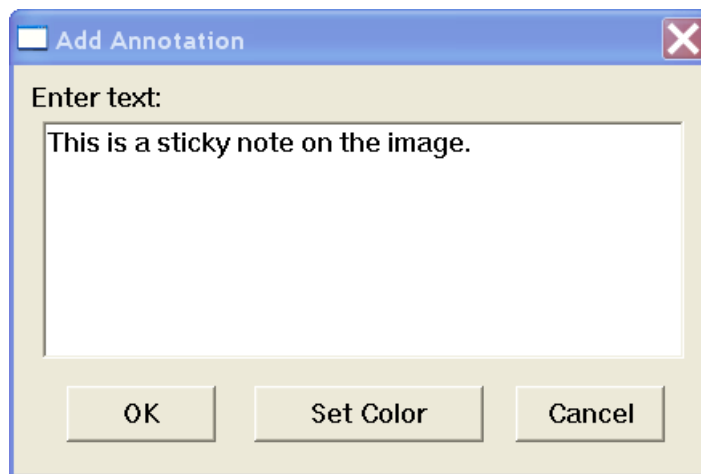 Add Annotation
Enter text:
This is a sticky note on the image.
OK Set Color Cancel